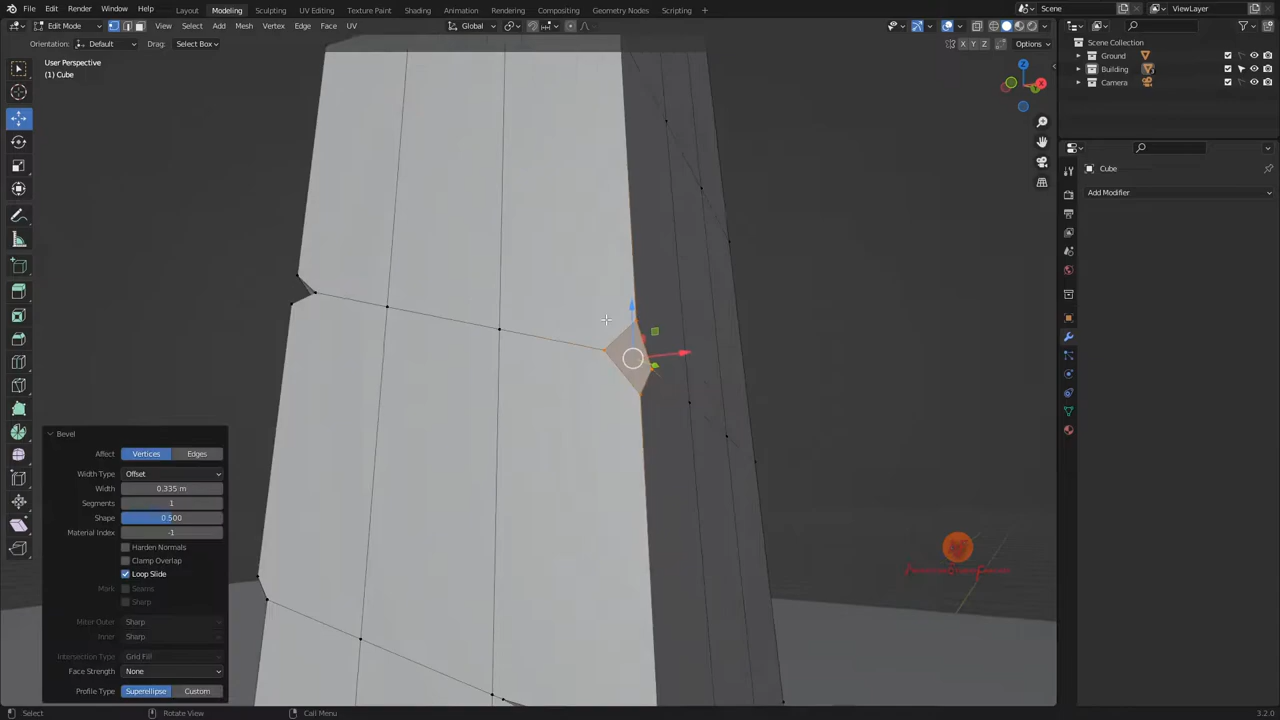 File Edit Render Window Help Layout Modeling Sculpting UV Editing Texture Paint Shading Animation Rendering Compositing Geometry Nodes Scripting + Scene ViewLayer
Edit Mode View Select Add Mesh Vertex Edge Face UV Global
Orientation: Default Drag: Select Box X Y Z Options
User Perspective
(1) Cube
Scene Collection
Ground
Building
Camera
Cube
Add Modifier
Bevel
Affect Vertices Edges
Width Type Offset
Width 0.335 m
Segments 1
Shape 0.500
Material Index -1
Harden Normals
Clamp Overlap
Loop Slide
Mark Seams
Sharp
Miter Outer Sharp
Inner Sharp
Intersection Type Grid Fill
Face Strength None
Profile Type Superellipse Custom
Select Rotate View Call Menu 3.2.0